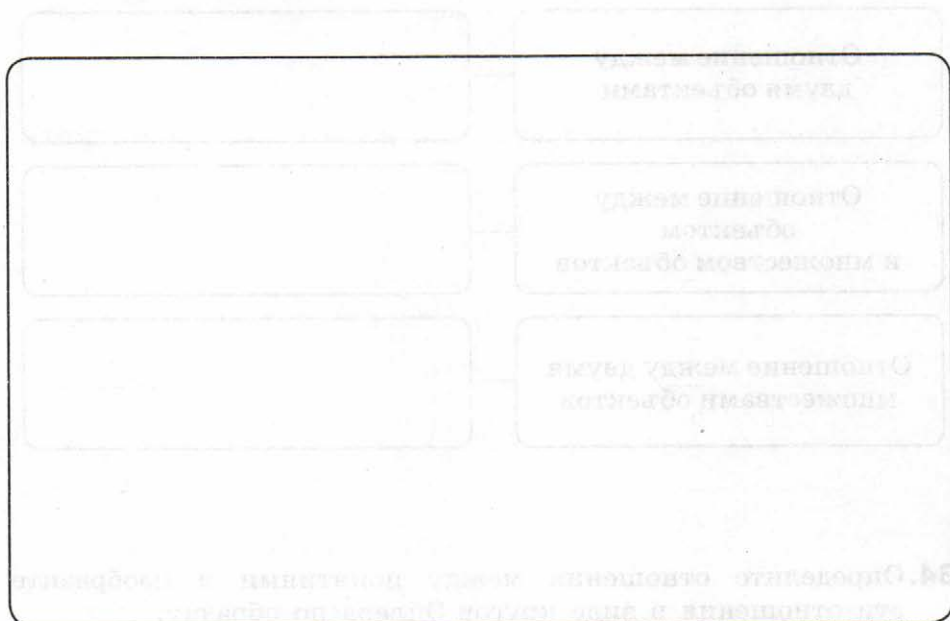 Отношение между
двумя объектами
Отношение между
объектом
и множеством объектов
Отношение между двумя
множествами объектов
34. Определите отношения между понятиями и изобразите
эти отношения в виде кругов Эйлера по образцу.